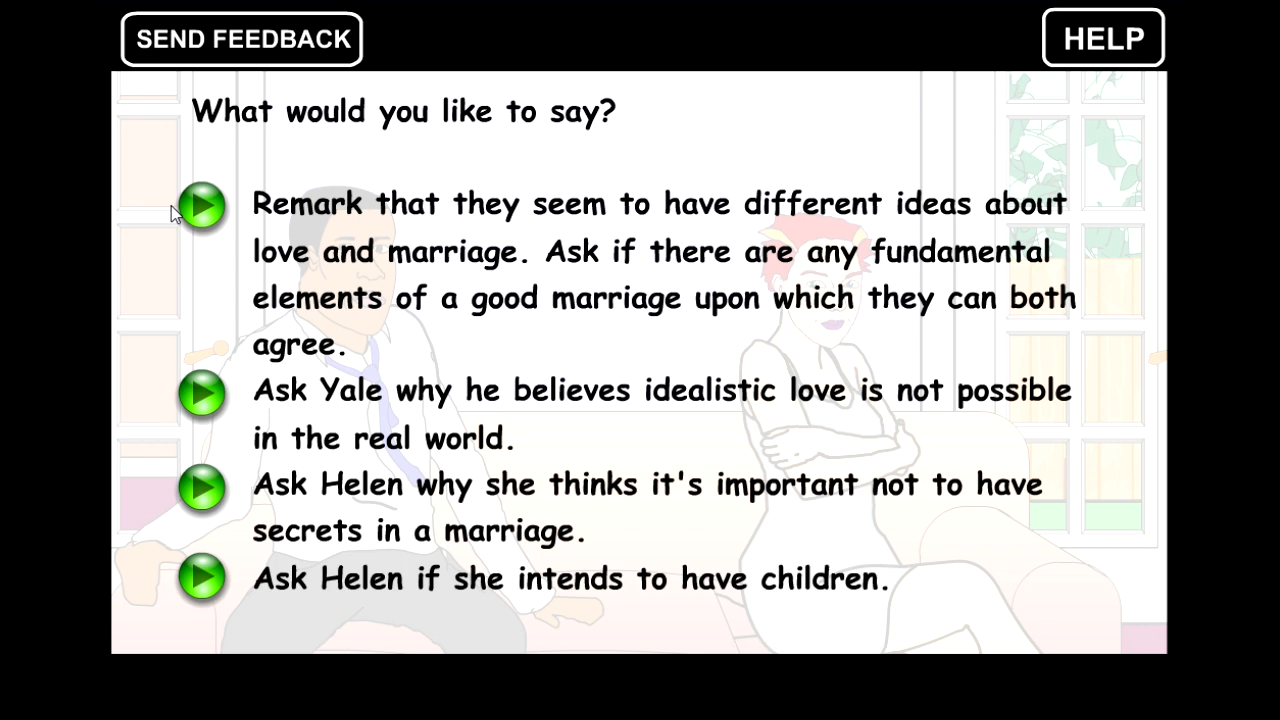 SEND FEEDBACK
HELP
What would you like to say?
Remark that they seem to have different ideas about
love and marriage. Ask if there are any fundamental
elements of a good marriage upon which they can both
agree.
Ask Yale why he believes idealistic love is not possible
in the real world.
Ask Helen why she thinks it's important not to have
secrets in a marriage.
Ask Helen if she intends to have children.